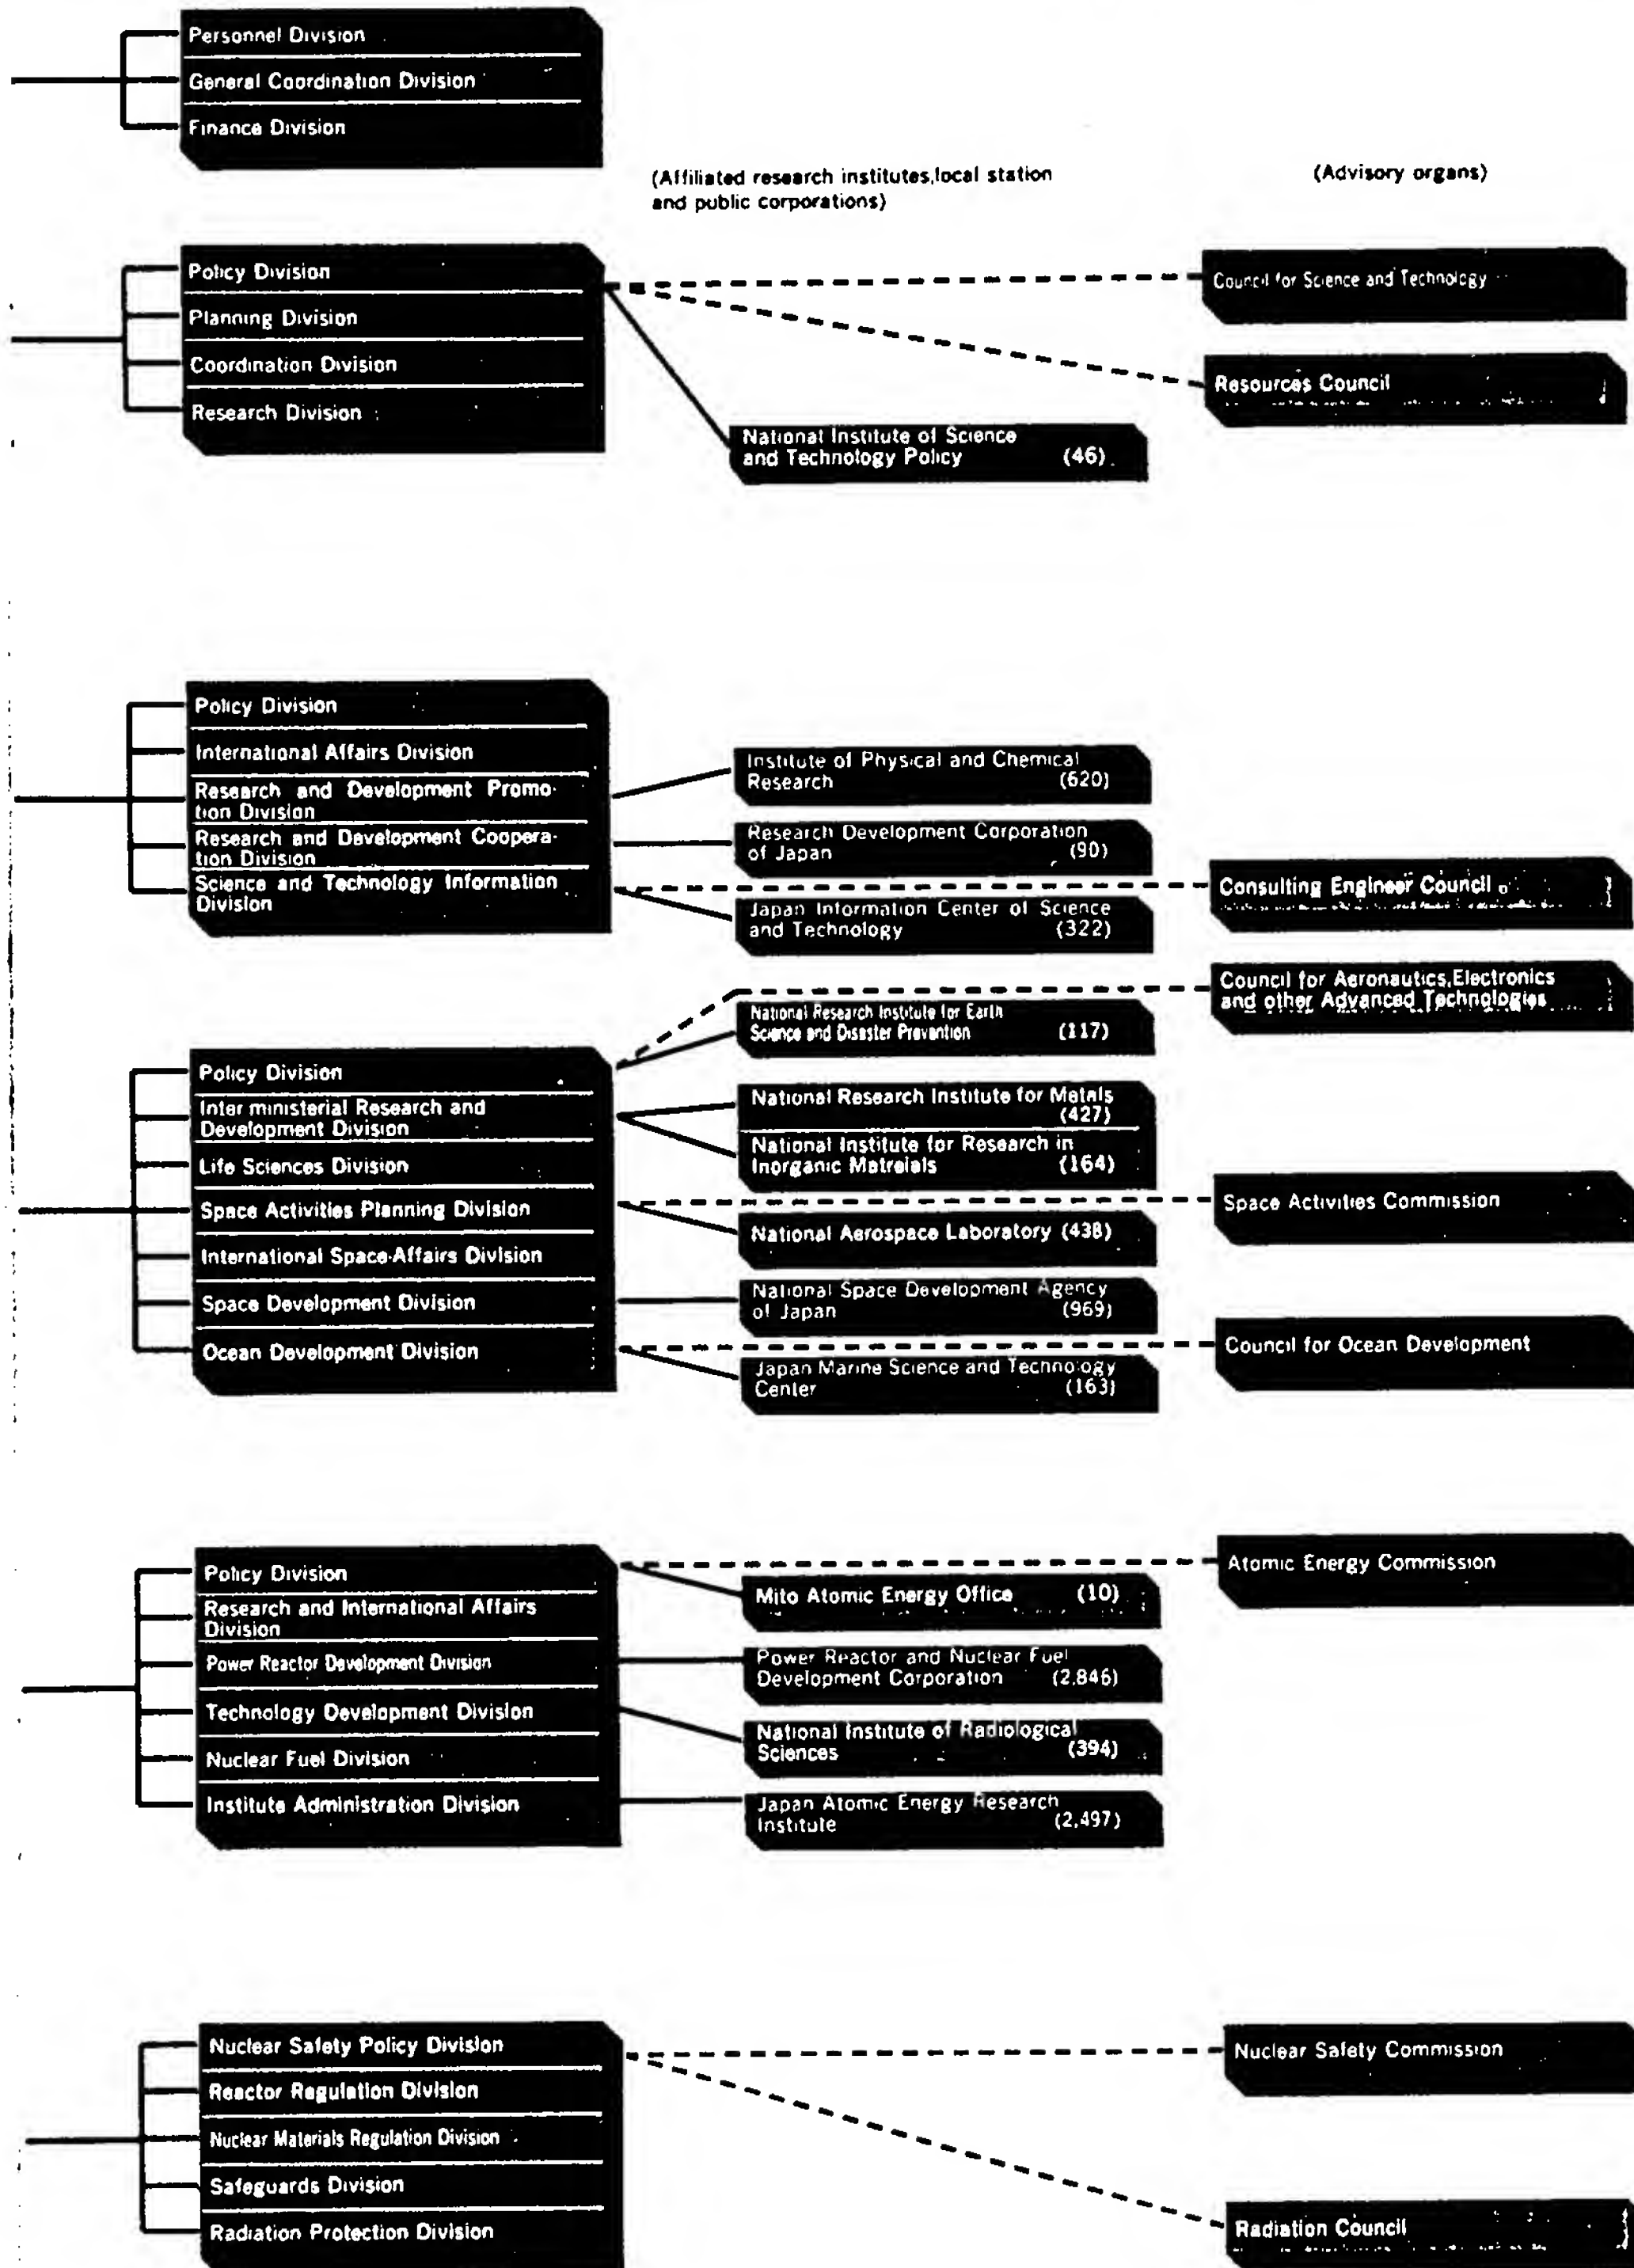 Personnel Division
General Coordination Division
Finance Division
(Affiliated research institutes,local station
and public corporations)
(Advisory organs)
Policy Division
Planning Division
Coordination Division
Research Division
Council for Science and Technology
Resources Council
National Institute of Science
and Technology Policy (46)
Policy Division
International Affairs Division
Research and Development Promo-
tion Division
Research and Development Coopera-
tion Division
Science and Technology Information
Division
Institute of Physical and Chemical
Research (620)
Research Development Corporation
of Japan (90)
Japan Information Center of Science
and Technology (322)
Consulting Engineer Council
Council for Aeronautics,Electronics
and other Advanced Technologies
National Research Institute for Earth
Science and Disaster Prevention (117)
Policy Division
Inter ministerial Research and
Development Division
Life Sciences Division
Space Activities Planning Division
International Space Affairs Division
Space Development Division
Ocean Development Division
National Research Institute for Metals
(427)
National Institute for Research in
Inorganic Matreials (164)
National Aerospace Laboratory (438)
National Space Development Agency
of Japan (969)
Japan Marine Science and Technology
Center (163)
Space Activities Commission
Council for Ocean Development
Policy Division
Research and International Affairs
Division
Power Reactor Development Division
Technology Development Division
Nuclear Fuel Division
Institute Administration Division
Mito Atomic Energy Office (10)
Power Reactor and Nuclear Fuel
Development Corporation (2,846)
National Institute of Radiological
Sciences (394)
Japan Atomic Energy Research
Institute (2,497)
Atomic Energy Commission
Nuclear Safety Policy Division
Reactor Regulation Division
Nuclear Materials Regulation Division
Safeguards Division
Radiation Protection Division
Nuclear Safety Commission
Radiation Council